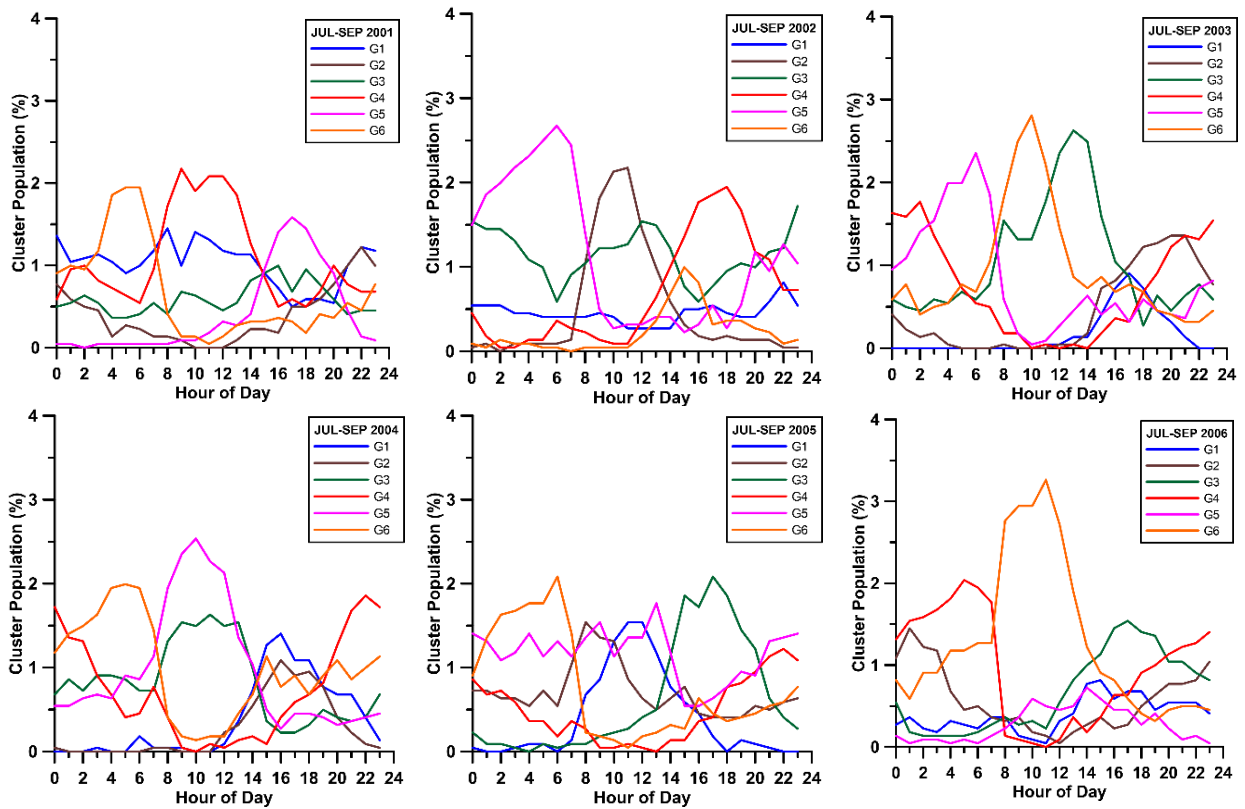 JUL-SEP 2001
G1
G2
G3
G4
G5
G6
Cluster Population (%)
4
3
2
1
0
0 2 4 6 8 10 12 14 16 18 20 22 24
Hour of Day
JUL-SEP 2002
G1
G2
G3
G4
G5
G6
Cluster Population (%)
4
3
2
1
0
0 2 4 6 8 10 12 14 16 18 20 22 24
Hour of Day
JUL-SEP 2003
G1
G2
G3
G4
G5
G6
Cluster Population (%)
4
3
2
1
0
0 2 4 6 8 10 12 14 16 18 20 22 24
Hour of Day
JUL-SEP 2004
G1
G2
G3
G4
G5
G6
Cluster Population (%)
4
3
2
1
0
0 2 4 6 8 10 12 14 16 18 20 22 24
Hour of Day
JUL-SEP 2005
G1
G2
G3
G4
G5
G6
Cluster Population (%)
4
3
2
1
0
0 2 4 6 8 10 12 14 16 18 20 22 24
Hour of Day
JUL-SEP 2006
G1
G2
G3
G4
G5
G6
Cluster Population (%)
4
3
2
1
0
0 2 4 6 8 10 12 14 16 18 20 22 24
Hour of Day